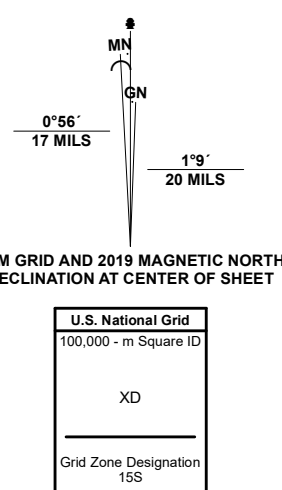 MN
GN
0°56´
17 MILS
1°9´
20 MILS
M GRID AND 2019 MAGNETIC NORTH
ECLINATION AT CENTER OF SHEET
U.S. National Grid
100,000 - m Square ID
XD
Grid Zone Designation
15S